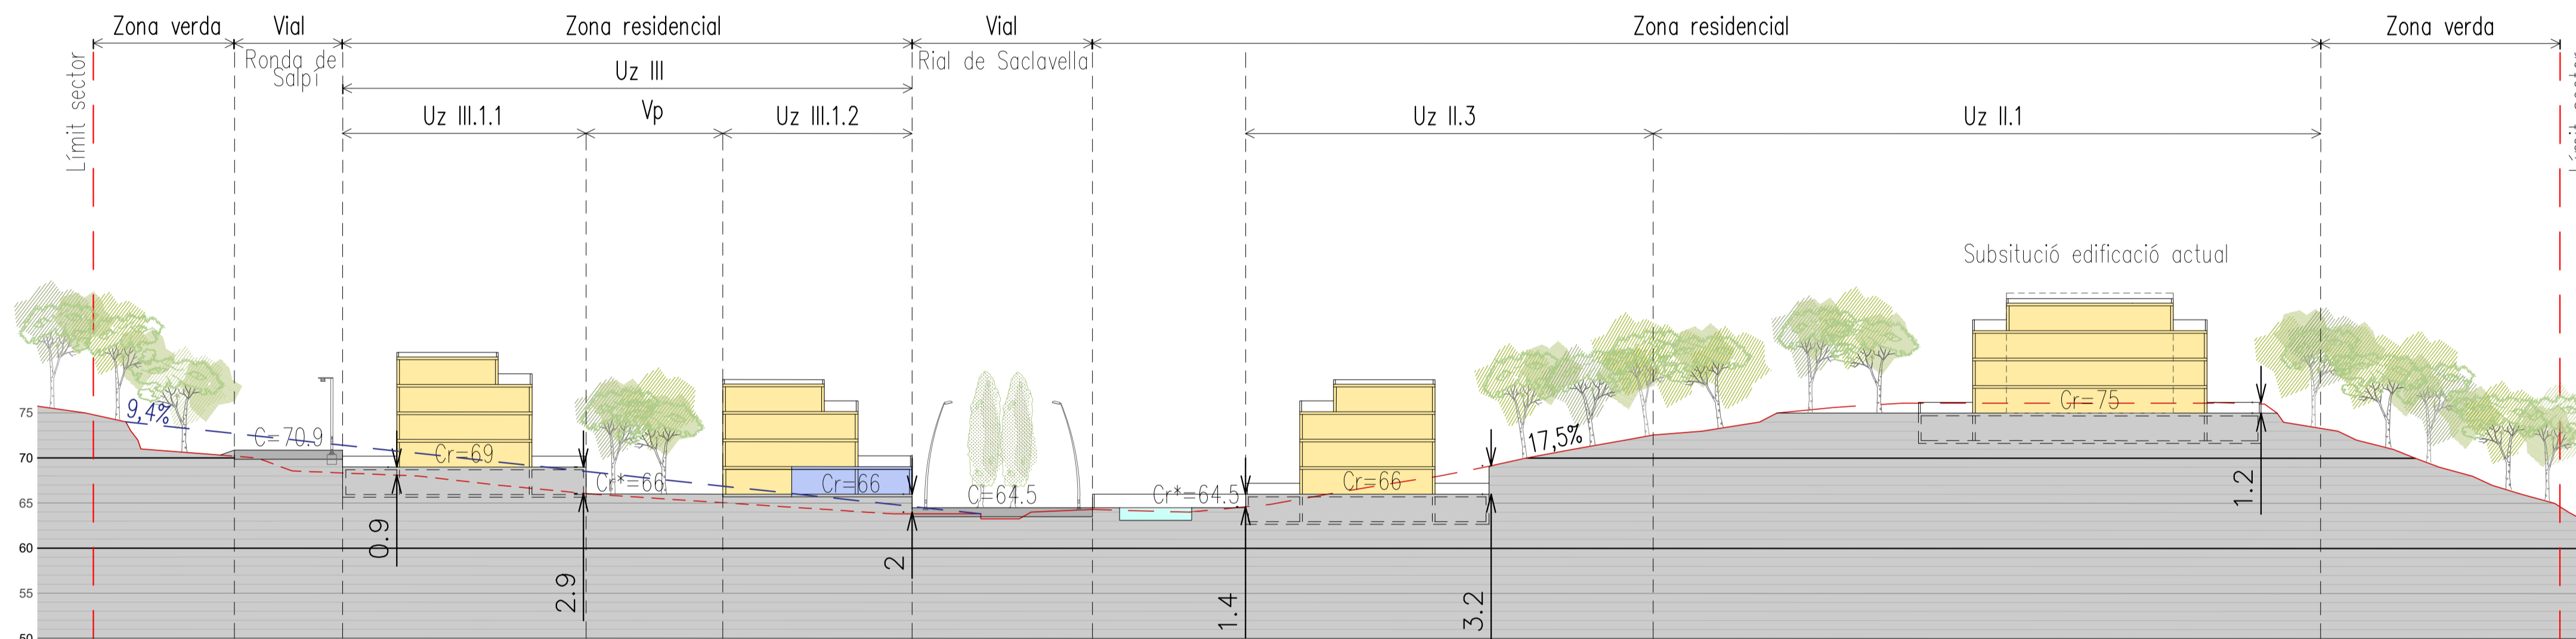 Zona verda
Vial
Zona residencial
Vial
Zona residencial
Zona verda
Límit sector
Ronda de
Salpí
Rial de Saclavella
Uz III
Uz III.1.1
Vp
Uz III.1.2
Uz II.3
Uz II.1
Subsitució edificació actual
75
70
65
60
55
50
9,4%
C=70.9
Cr=69
Cr*=66
Cr=66
C=64.5
Cr*=64.5
Cr=66
17,5%
Cr=75
0.9
2.9
2
1.4
3.2
1.2